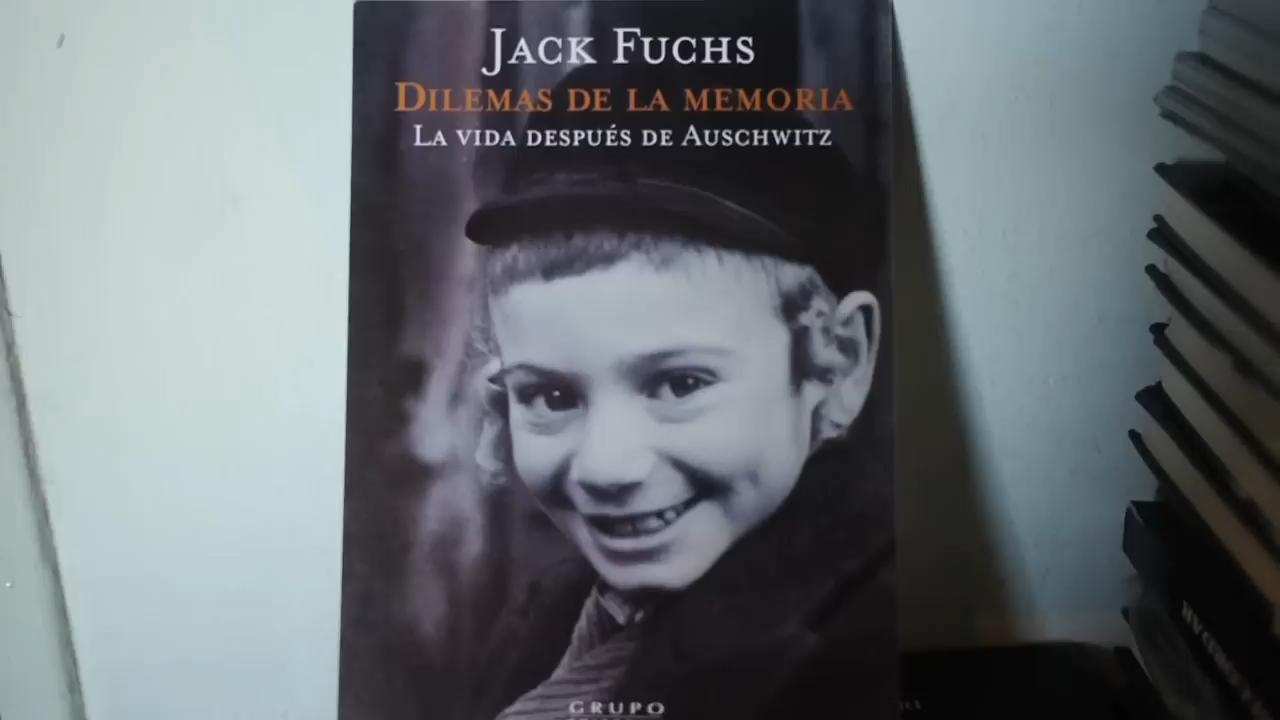 JACK FUCHS
DILEMAS DE LA MEMORIA
LA VIDA DESPUÉS DE AUSCHWITZ
GRUPO